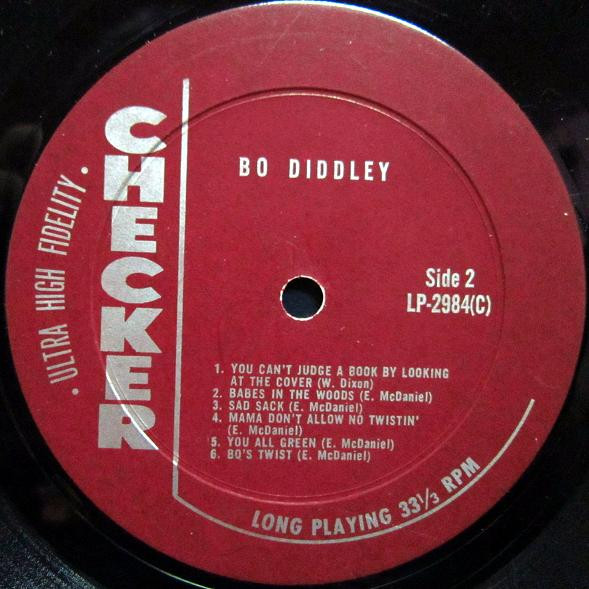 BO DIDDLEY
CHECKER
• ULTRA HIGH FIDELITY •
Side 2
LP-2984(C)
1. YOU CAN'T JUDGE A BOOK BY LOOKING
AT THE COVER (W. Dixon)
2. BABES IN THE WOODS (E. McDaniel)
3. SAD SACK (E. McDaniel)
4. MAMA DON'T ALLOW NO TWISTIN'
(E. McDaniel)
5. YOU ALL GREEN (E. McDaniel)
6. BO'S TWIST (E. McDaniel)
LONG PLAYING 33⅓ RPM